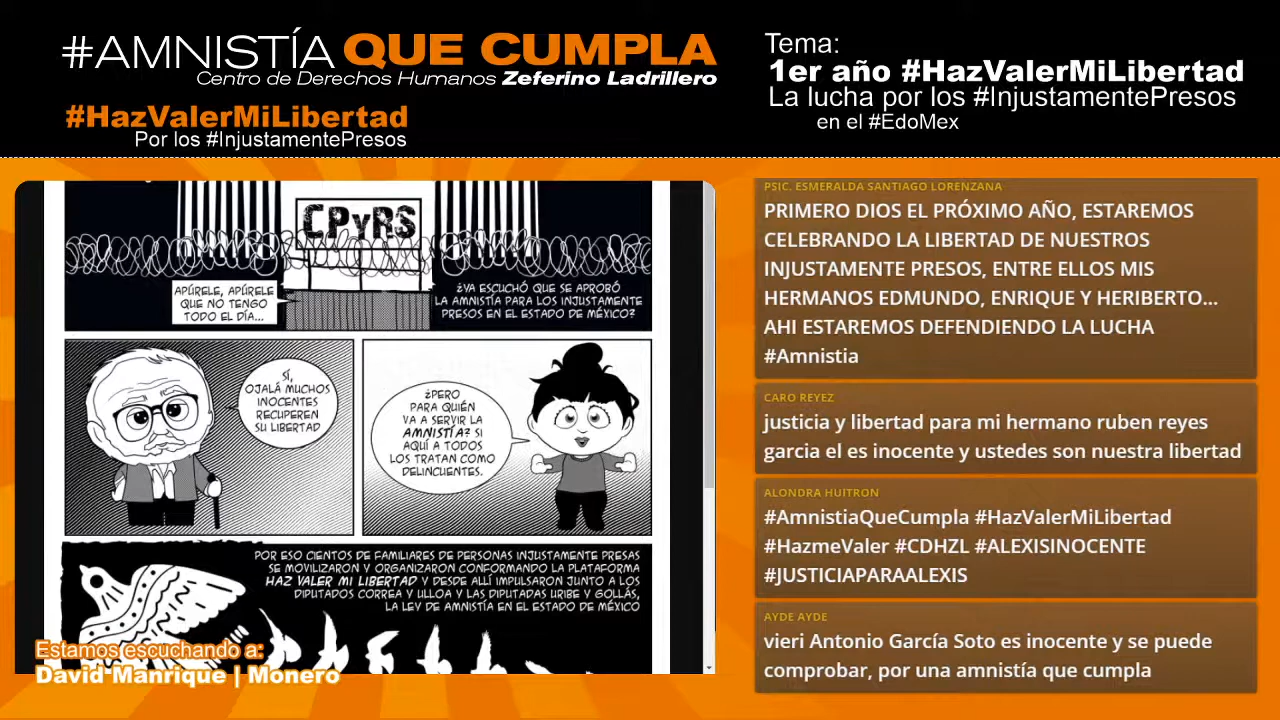 #AMNISTÍA QUE CUMPLA
Centro de Derechos Humanos Zeferino Ladrillero
#HazValerMiLibertad
Por los #InjustamentePresos
Tema:
1er año #HazValerMiLibertad
La lucha por los #InjustamentePresos
en el #EdoMex
CPyRS
APÚRELE, APÚRELE
QUE NO TENGO
TODO EL DÍA...
¿YA ESCUCHÓ QUE SE APROBÓ
LA AMNISTÍA PARA LOS INJUSTAMENTE
PRESOS EN EL ESTADO DE MÉXICO?
SÍ,
OJALÁ MUCHOS
INOCENTES
RECUPEREN
SU LIBERTAD
¿PERO
PARA QUIÉN
VA A SERVIR LA
AMNISTÍA? SI
AQUÍ A TODOS
LOS TRATAN COMO
DELINCUENTES.
POR ESO CIENTOS DE FAMILIARES DE PERSONAS INJUSTAMENTE PRESAS
SE MOVILIZARON Y ORGANIZARON CONFORMANDO LA PLATAFORMA
HAZ VALER MI LIBERTAD Y DESDE ALLÍ IMPULSARON JUNTO A LOS
DIPUTADOS CORREA Y ULLOA Y LAS DIPUTADAS URIBE Y GOLLÁS,
LA LEY DE AMNISTÍA EN EL ESTADO DE MÉXICO
Estamos escuchando a:
David Manrique | Monero
PSIC. ESMERALDA SANTIAGO LORENZANA
PRIMERO DIOS EL PRÓXIMO AÑO, ESTAREMOS
CELEBRANDO LA LIBERTAD DE NUESTROS
INJUSTAMENTE PRESOS, ENTRE ELLOS MIS
HERMANOS EDMUNDO, ENRIQUE Y HERIBERTO...
AHI ESTAREMOS DEFENDIENDO LA LUCHA
#Amnistia
CARO REYEZ
justicia y libertad para mi hermano ruben reyes
garcia el es inocente y ustedes son nuestra libertad
ALONDRA HUITRON
#AmnistiaQueCumpla #HazValerMiLibertad
#HazmeValer #CDHZL #ALEXISINOCENTE
#JUSTICIAPARAALEXIS
AYDE AYDE
vieri Antonio García Soto es inocente y se puede
comprobar, por una amnistía que cumpla